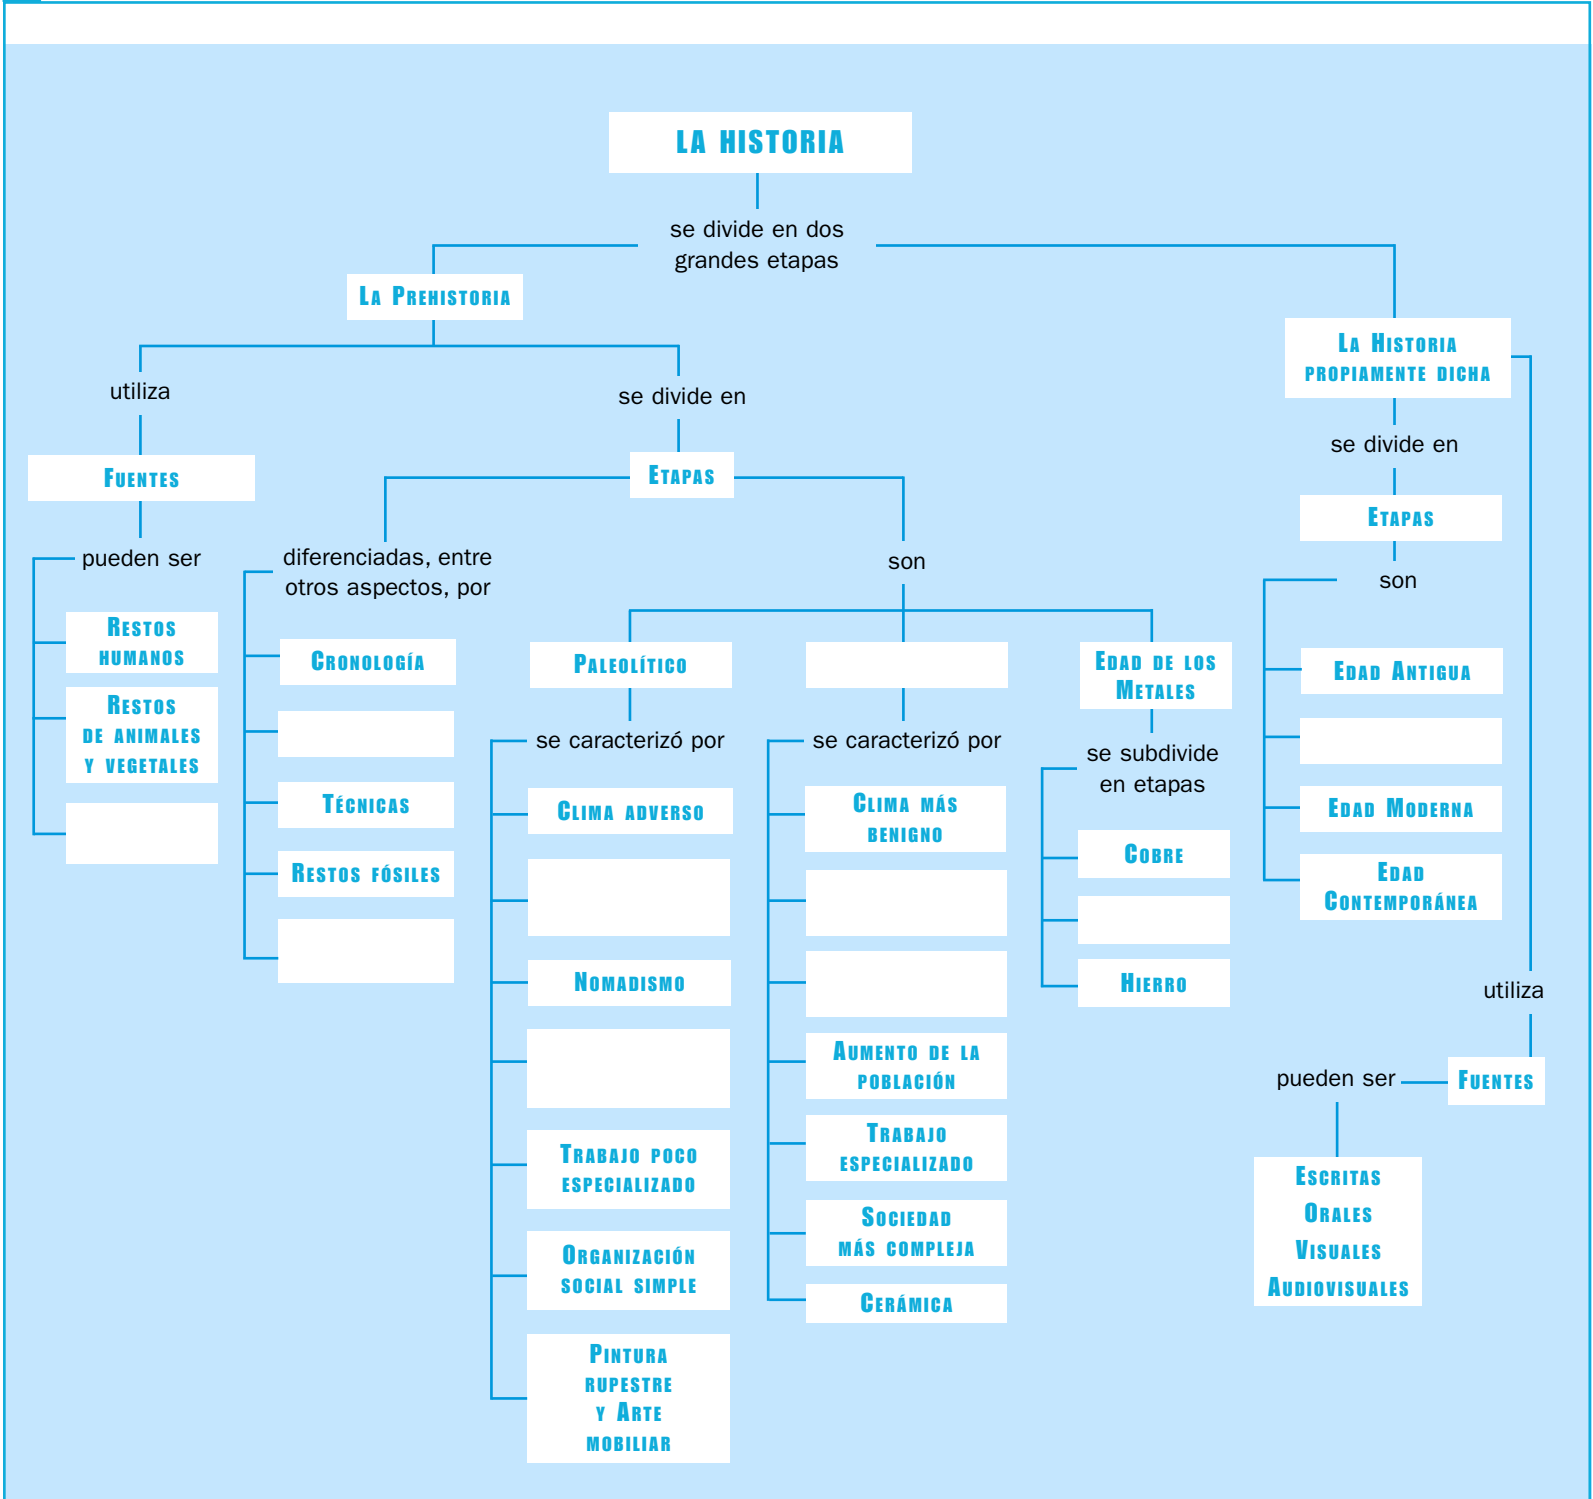 LA HISTORIA
se divide en dos
grandes etapas
LA PREHISTORIA
utiliza
FUENTES
pueden ser
RESTOS
HUMANOS
RESTOS
DE ANIMALES
Y VEGETALES
se divide en
ETAPAS
diferenciadas, entre
otros aspectos, por
CRONOLOGÍA
TÉCNICAS
RESTOS FÓSILES
son
PALEOLÍTICO
se caracterizó por
CLIMA ADVERSO
NOMADISMO
TRABAJO POCO
ESPECIALIZADO
ORGANIZACIÓN
SOCIAL SIMPLE
PINTURA
RUPESTRE
Y ARTE
MOBILIAR
se caracterizó por
CLIMA MÁS
BENIGNO
AUMENTO DE LA
POBLACIÓN
TRABAJO
ESPECIALIZADO
SOCIEDAD
MÁS COMPLEJA
CERÁMICA
EDAD DE LOS
METALES
se subdivide
en etapas
COBRE
HIERRO
LA HISTORIA
PROPIAMENTE DICHA
se divide en
ETAPAS
son
EDAD ANTIGUA
EDAD MODERNA
EDAD
CONTEMPORÁNEA
utiliza
FUENTES
pueden ser
ESCRITAS
ORALES
VISUALES
AUDIOVISUALES